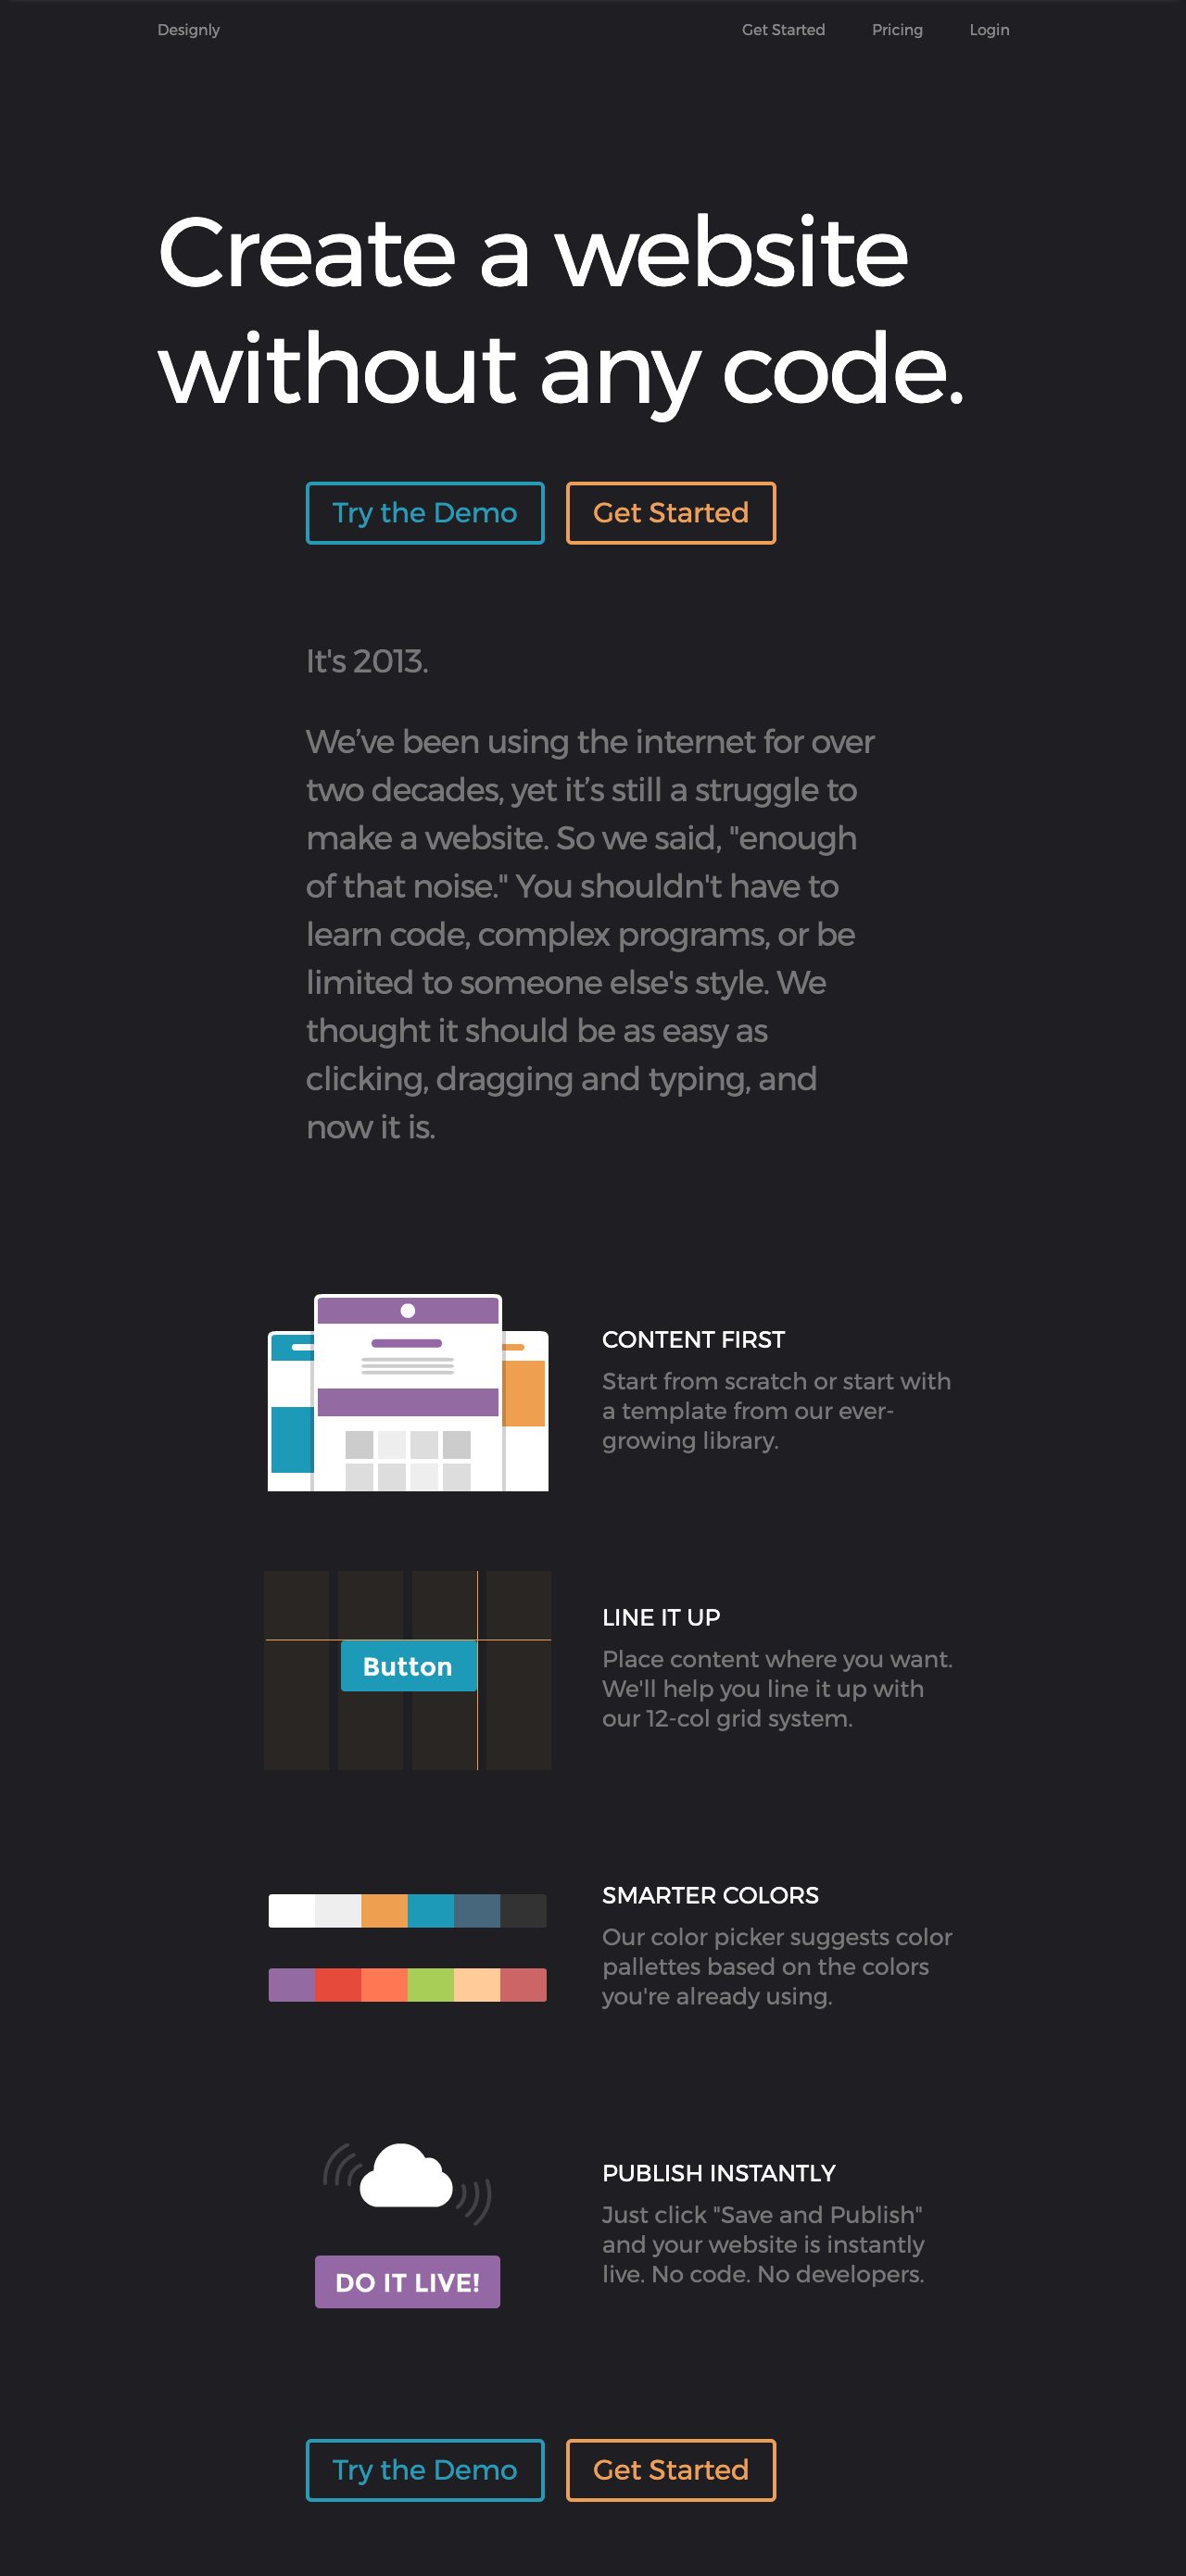 Designly
Get Started
Pricing
Login
Create a website
without any code.
Try the Demo
Get Started
It's 2013.
We’ve been using the internet for over
two decades, yet it’s still a struggle to
make a website. So we said, "enough
of that noise." You shouldn't have to
learn code, complex programs, or be
limited to someone else's style. We
thought it should be as easy as
clicking, dragging and typing, and
now it is.
CONTENT FIRST
Start from scratch or start with
a template from our ever-
growing library.
Button
LINE IT UP
Place content where you want.
We'll help you line it up with
our 12-col grid system.
SMARTER COLORS
Our color picker suggests color
pallettes based on the colors
you're already using.
DO IT LIVE!
PUBLISH INSTANTLY
Just click "Save and Publish"
and your website is instantly
live. No code. No developers.
Try the Demo
Get Started